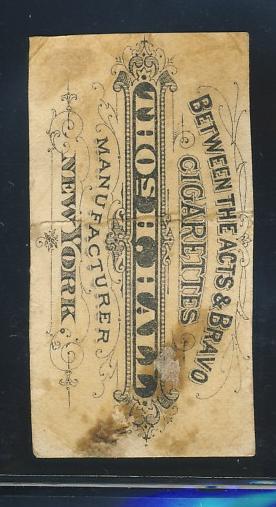 BETWEEN THE ACTS & BRAVO
CIGARETTES
THOS H HALL
MANUFACTURER
NEW YORK